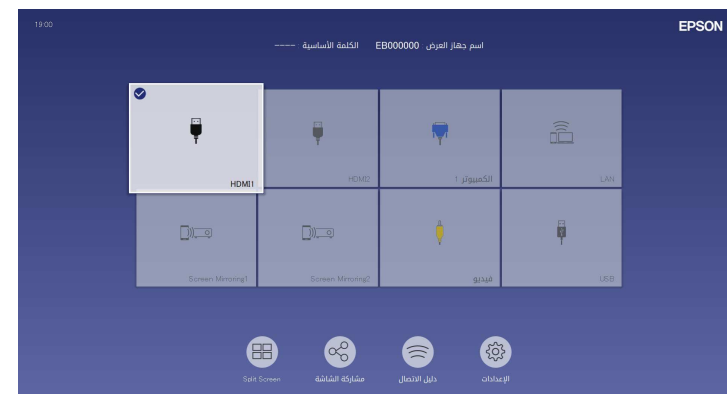 19:00
EPSON
اسم جهاز العرض EB000000 الكلمة الأساسية ----
HDMI1
HDMI2
الكمبيوتر 1
LAN
Screen Mirroring1
Screen Mirroring2
فيديو
USB
Split Screen
مشاركة الشاشة
دليل الاتصال
الإعدادات